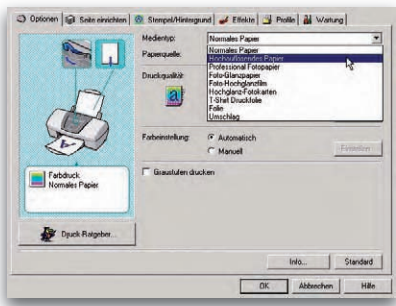 Optionen Seite einrichten Stempel/Hintergrund Effekte Profile Wartung
Medientyp: Normales Papier
Normales Papier
Hochauflösendes Papier
Professional Fotopapier
Foto-Glanzpapier
Foto-Hochglanzfilm
Hochglanz-Fotokarten
T-Shirt Druckfolie
Folie
Umschlag
Papierquelle:
Druckqualität:
Farbeinstellung: Automatisch
Manuell
Einstellen
Graustufen drucken
Farbdruck
Normales Papier
Druck-Ratgeber...
Info... Standard
OK Abbrechen Hilfe